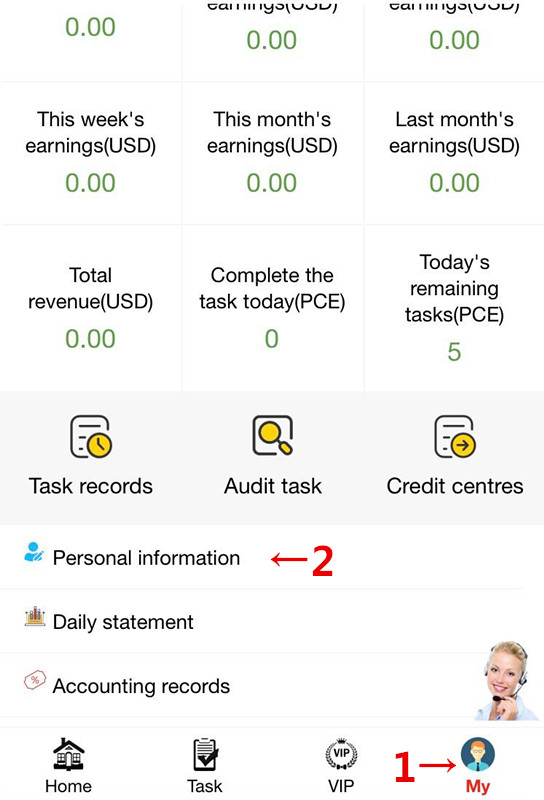 0.00
earnings(USD)
0.00
earnings(USD)
0.00
This week's
earnings(USD)
0.00
This month's
earnings(USD)
0.00
Last month's
earnings(USD)
0.00
Total
revenue(USD)
0.00
Complete the
task today(PCE)
0
Today's
remaining
tasks(PCE)
5
Task records
Audit task
Credit centres
Personal information
←2
Daily statement
%
Accounting records
Home
Task
VIP
VIP
1→
My